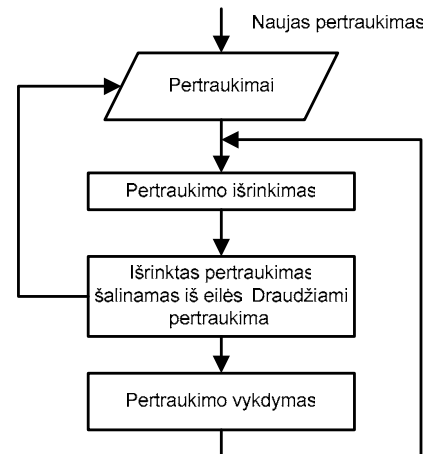 Naujas pertraukimas
Pertraukimai
Pertraukimo išrinkimas
Išrinktas pertraukimas
šalinamas iš eilės Draudžiami
pertraukima
Pertraukimo vykdymas